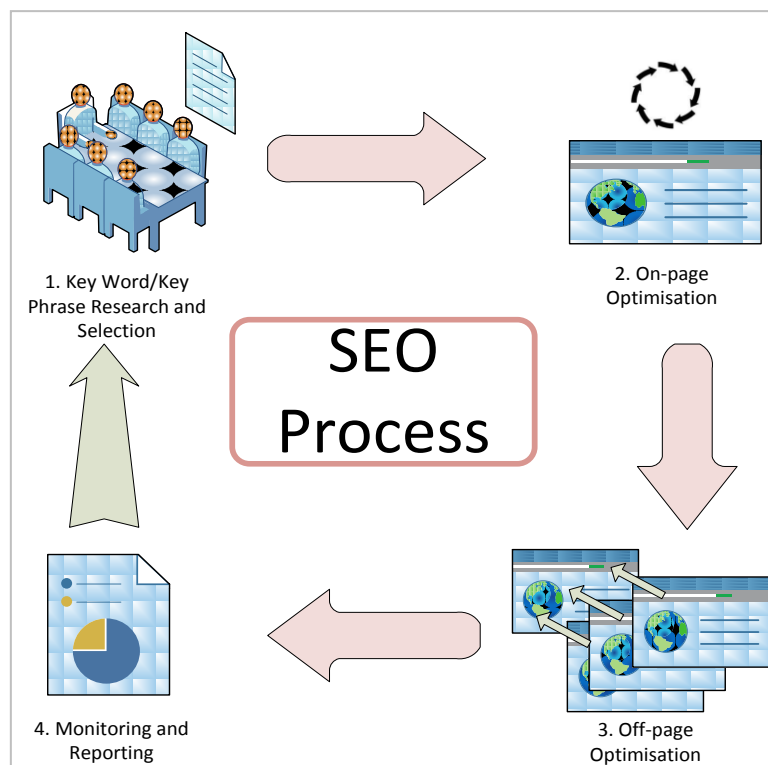 1. Key Word/Key
Phrase Research and
Selection
2. On-page
Optimisation
SEO
Process
4. Monitoring and
Reporting
3. Off-page
Optimisation